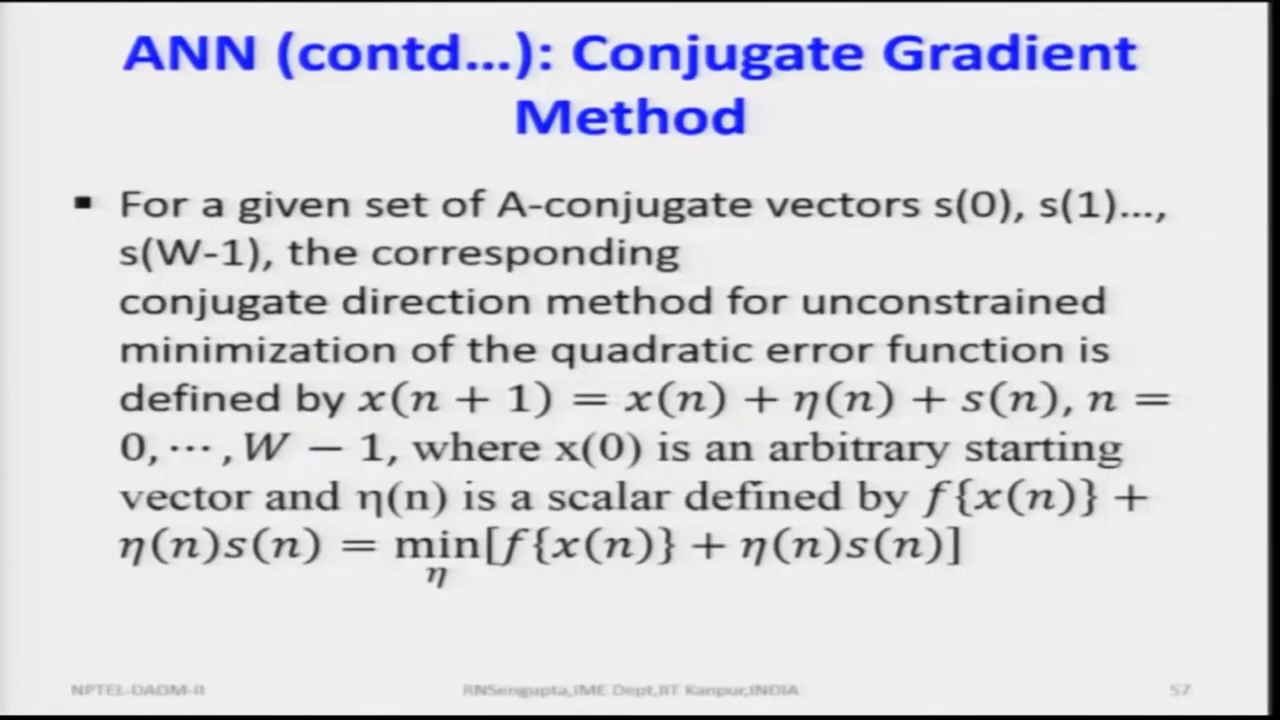 ANN (contd...): Conjugate Gradient
Method
▪ For a given set of A-conjugate vectors s(0), s(1)...,
s(W-1), the corresponding
conjugate direction method for unconstrained
minimization of the quadratic error function is
defined by x(n + 1) = x(n) + η(n) + s(n), n =
0, ⋯ , W − 1, where x(0) is an arbitrary starting
vector and η(n) is a scalar defined by f{x(n)} +
η(n)s(n) = min[f{x(n)} + η(n)s(n)]
η
NPTEL-DADM-II RNSengupta,IME Dept,IIT Kanpur,INDIA 57